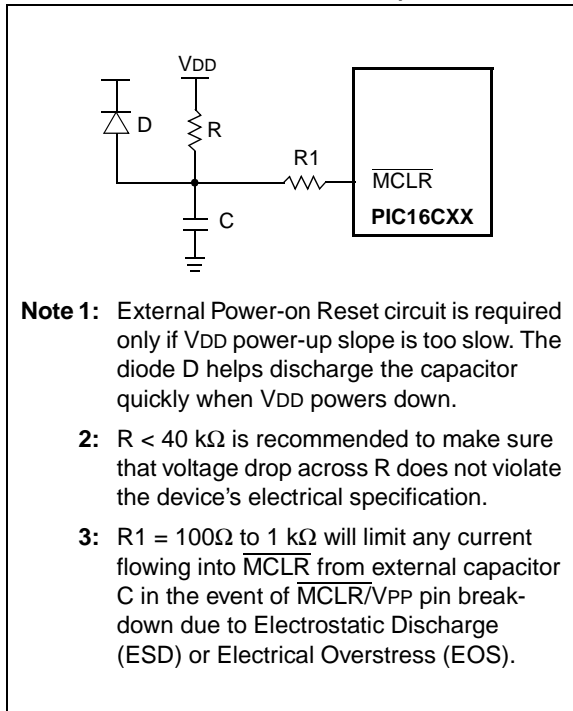 VDD
D
R
R1
MCLR
PIC16CXX
C
Note 1: External Power-on Reset circuit is required
only if VDD power-up slope is too slow. The
diode D helps discharge the capacitor
quickly when VDD powers down.
2: R < 40 kΩ is recommended to make sure
that voltage drop across R does not violate
the device's electrical specification.
3: R1 = 100Ω to 1 kΩ will limit any current
flowing into MCLR from external capacitor
C in the event of MCLR/VPP pin break-
down due to Electrostatic Discharge
(ESD) or Electrical Overstress (EOS).